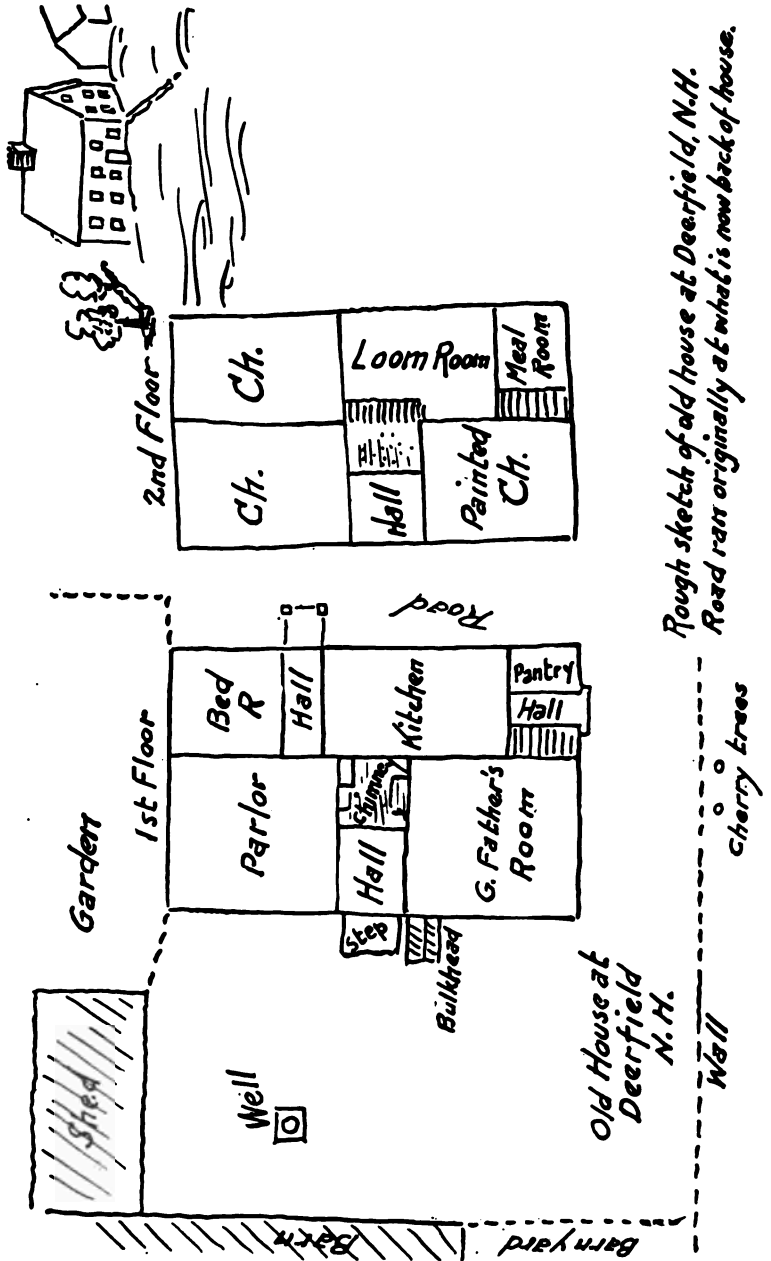 Barn
Barnyard
Shed
Garden
Well
Old House at
Deerfield
N.H.
Wall
1st Floor
Step
Bulkhead
Parlor
Hall
Chimney
G. Father's
Room
Bed
R
Hall
Kitchen
Hall
Pantry
Road
cherry trees
2nd Floor
Ch.
Hall
Painted
Ch.
Ch.
Loom Room
Meal
Room
Rough sketch of old house at Deerfield, N.H.
Road ran originally at what is now back of house.